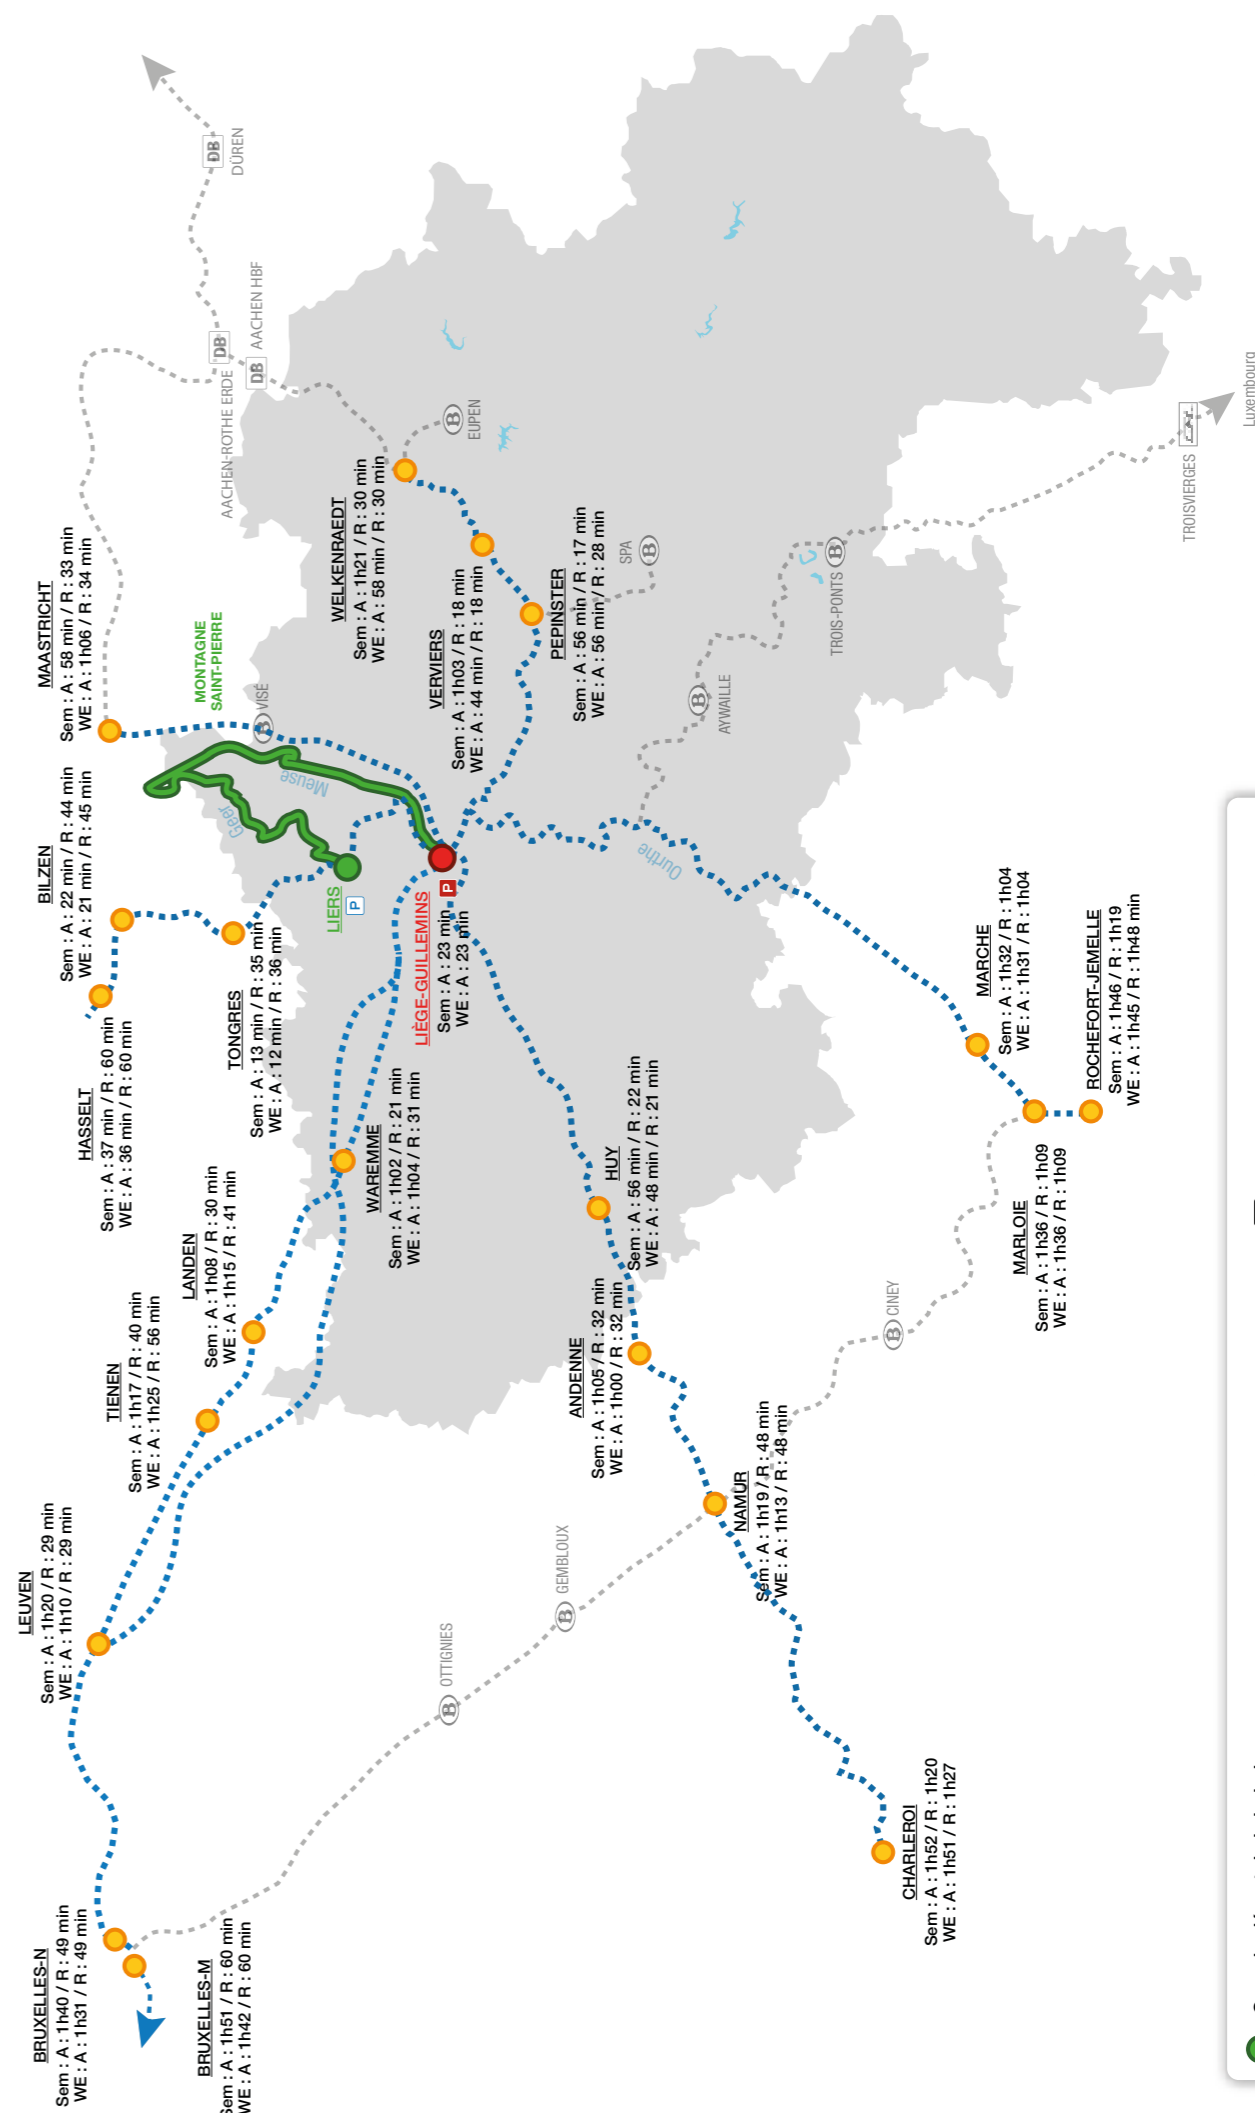 BRUXELLES-N
Sem : A : 1h40 / R : 49 min
WE : A : 1h31 / R : 49 min
BRUXELLES-M
Sem : A : 1h51 / R : 60 min
WE : A : 1h42 / R : 60 min
LEUVEN
Sem : A : 1h20 / R : 29 min
WE : A : 1h10 / R : 29 min
TIENEN
Sem : A : 1h17 / R : 40 min
WE : A : 1h25 / R : 56 min
LANDEN
Sem : A : 1h08 / R : 30 min
WE : A : 1h15 / R : 41 min
WAREMME
Sem : A : 1h02 / R : 21 min
WE : A : 1h04 / R : 31 min
HASSELT
Sem : A : 37 min / R : 60 min
WE : A : 36 min / R : 60 min
BILZEN
Sem : A : 22 min / R : 44 min
WE : A : 21 min / R : 45 min
TONGRES
Sem : A : 13 min / R : 35 min
WE : A : 12 min / R : 36 min
LIERS
P
LIÈGE-GUILLEMINS
P
Sem : A : 23 min
WE : A : 23 min
Geer
Meuse
MONTAGNE
SAINT-PIERRE
B VISÉ
MAASTRICHT
Sem : A : 58 min / R : 33 min
WE : A : 1h06 / R : 34 min
AACHEN-ROTHE ERDE
DB
DB
AACHEN HBF
DB
DÜREN
WELKENRAEDT
Sem : A : 1h21 / R : 30 min
WE : A : 58 min / R : 30 min
B
EUPEN
VERVIERS
Sem : A : 1h03 / R : 18 min
WE : A : 44 min / R : 18 min
PEPINSTER
Sem : A : 56 min / R : 17 min
WE : A : 56 min / R : 28 min
SPA
B
B
AYWAILLE
TROIS-PONTS
B
TROISVIERGES
Luxembourg
Ourthe
MARCHE
Sem : A : 1h32 / R : 1h04
WE : A : 1h31 / R : 1h04
ROCHEFORT-JEMELLE
Sem : A : 1h46 / R : 1h19
WE : A : 1h45 / R : 1h48 min
MARLOIE
Sem : A : 1h36 / R : 1h09
WE : A : 1h36 / R : 1h09
B CINEY
HUY
Sem : A : 56 min / R : 22 min
WE : A : 48 min / R : 21 min
ANDENNE
Sem : A : 1h05 / R : 32 min
WE : A : 1h00 / R : 32 min
NAMUR
Sem : A : 1h19 / R : 48 min
WE : A : 1h13 / R : 48 min
B GEMBLOUX
B OTTIGNIES
CHARLEROI
Sem : A : 1h52 / R : 1h20
WE : A : 1h51 / R : 1h27